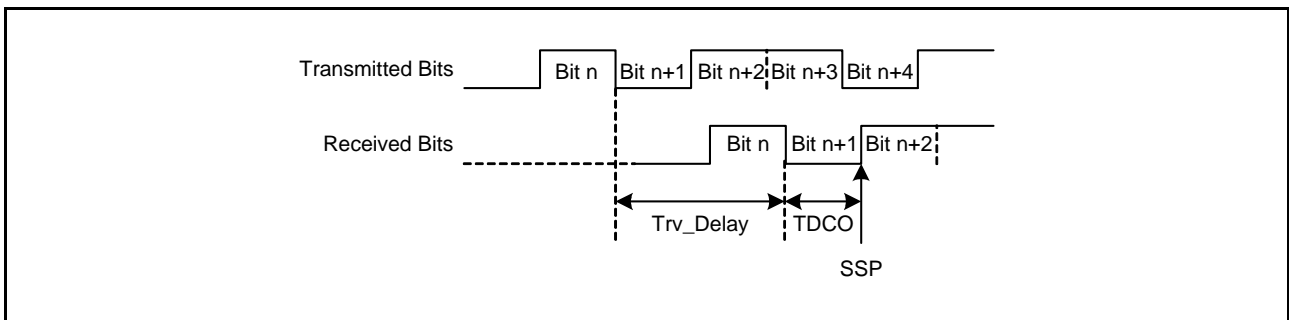 Transmitted Bits Bit n Bit n+1 Bit n+2 Bit n+3 Bit n+4
Received Bits Bit n Bit n+1 Bit n+2
Trv_Delay TDCO
SSP